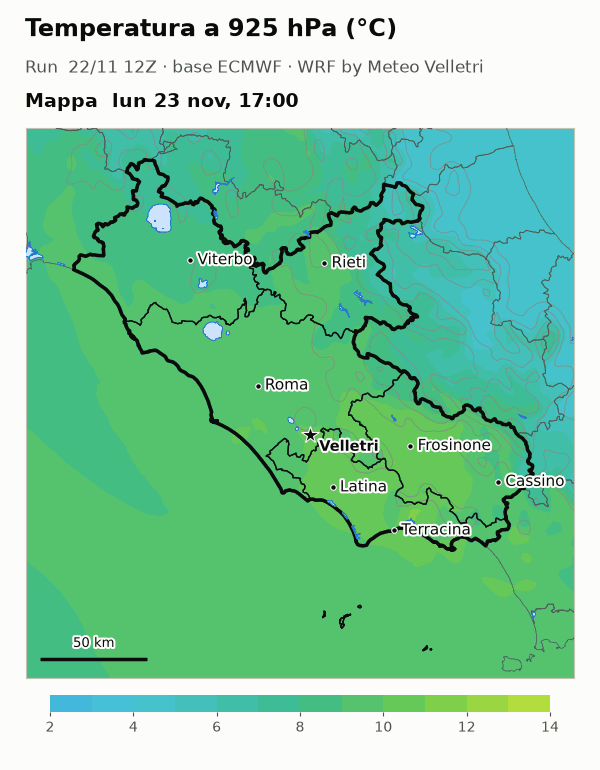 Temperatura a 925 hPa (°C)
Run  22/11 12Z · base ECMWF · WRF by Meteo Velletri
Mappa  lun 23 nov, 17:00
Viterbo
Rieti
Roma
Velletri
Frosinone
Cassino
Latina
Terracina
50 km
2 4 6 8 10 12 14